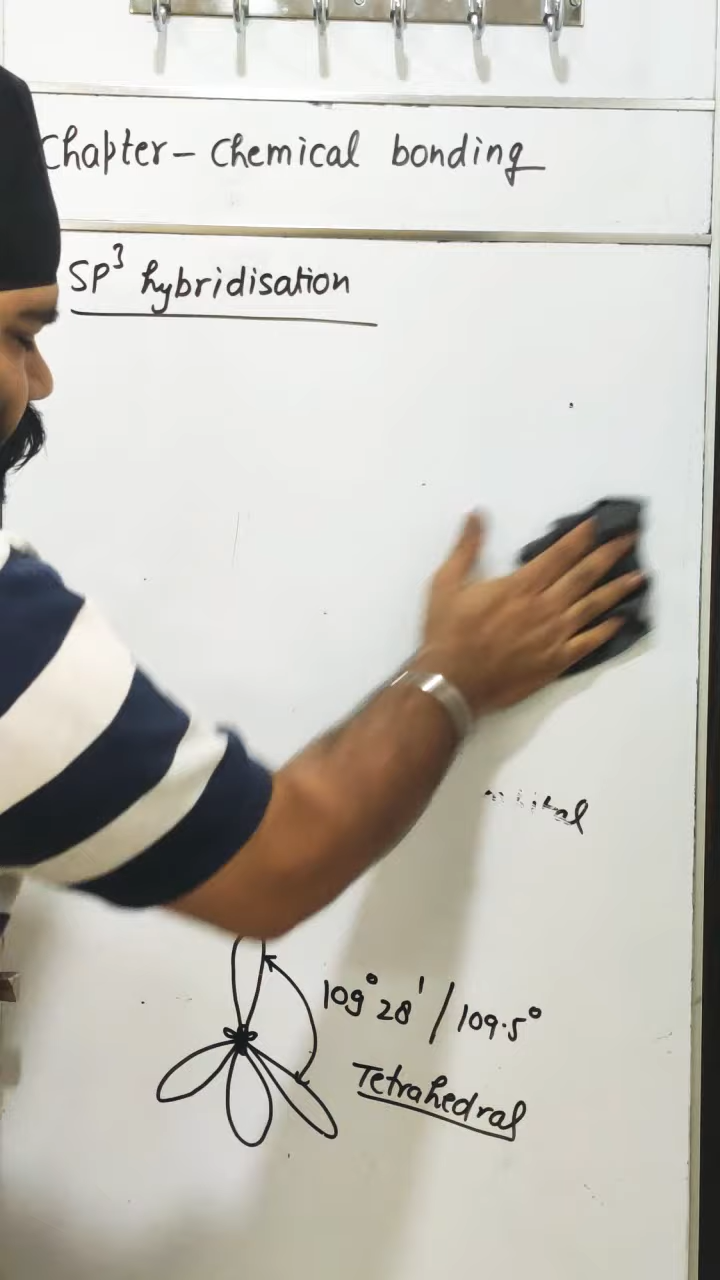 Chapter – Chemical bonding
SP³ hybridisation
109° 28' / 109.5°
Tetrahedral